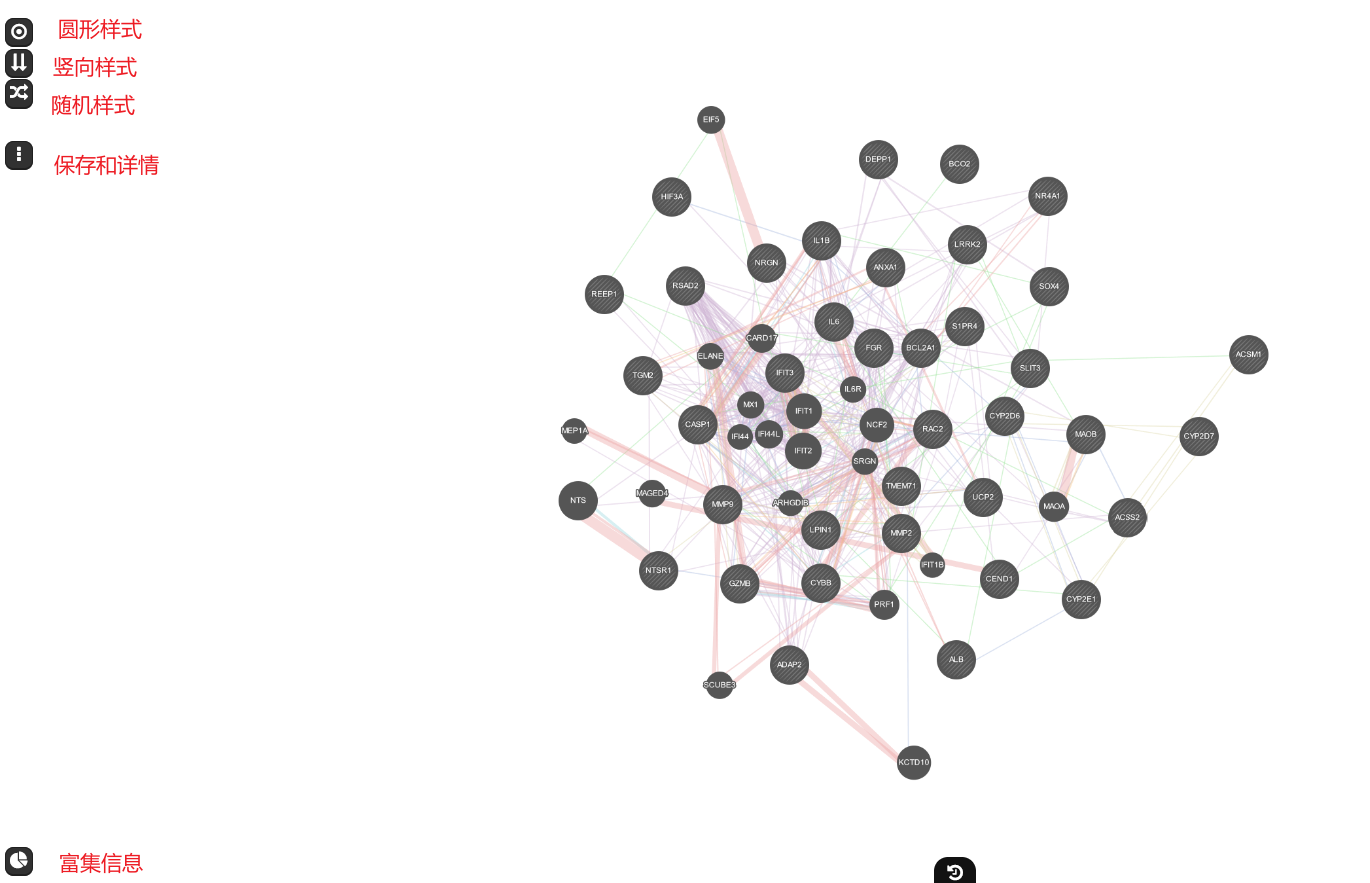 圆形样式
竖向样式
随机样式
保存和详情
EIF5
DEPP1
BCO2
HIF3A
NR4A1
IL1B
LRRK2
NRGN
ANXA1
RSAD2
SOX4
REEP1
IL6
S1PR4
CARD17
FGR
BCL2A1
ELANE
ACSM1
SLIT3
IFIT3
TGM2
IL6R
MX1
IFIT1
CYP2D6
CASP1
NCF2
RAC2
MEP1A
IFI44
IFI44L
MAOB
CYP2D7
IFIT2
SRGN
TMEM71
MAGED4
UCP2
NTS
MMP9
ARHGDIB
MAOA
ACSS2
LPIN1
MMP2
IFIT1B
NTSR1
GZMB
CYBB
CEND1
PRF1
CYP2E1
ALB
ADAP2
SCUBE3
KCTD10
富集信息